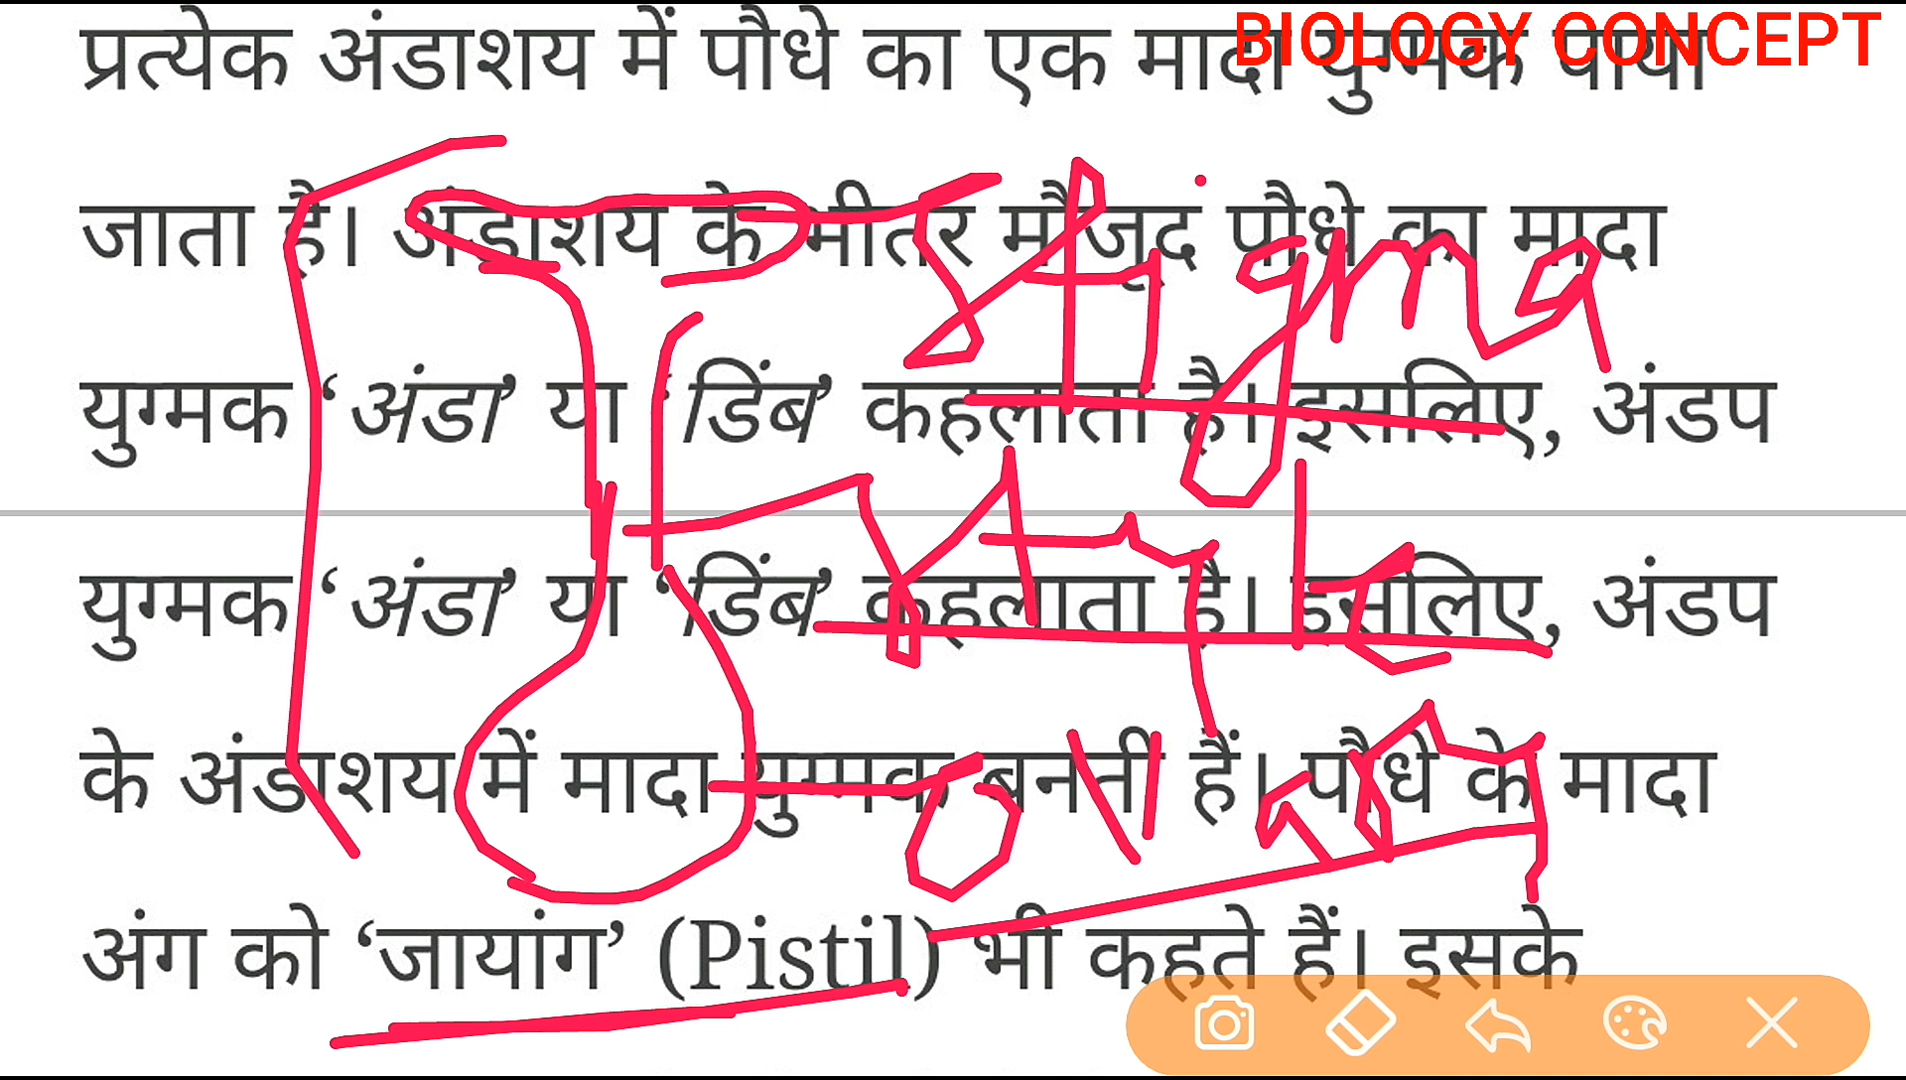 BIOLOGY CONCEPT
प्रत्येक अंडाशय में पौधे का एक मादा युग्मक पाया
जाता है। अंडाशय के भीतर मौजूद पौधे का मादा
stigma
युग्मक ‘अंडा’ या ‘डिंब’ कहलाता है। इसलिए, अंडप
युग्मक ‘अंडा’ या ‘डिंब’ कहलाता है। इसलिए, अंडप
style
के अंडाशय में मादा युग्मक बनती हैं। पौधे के मादा
ovary
अंग को ‘जायांग’ (Pistil) भी कहते हैं। इसके